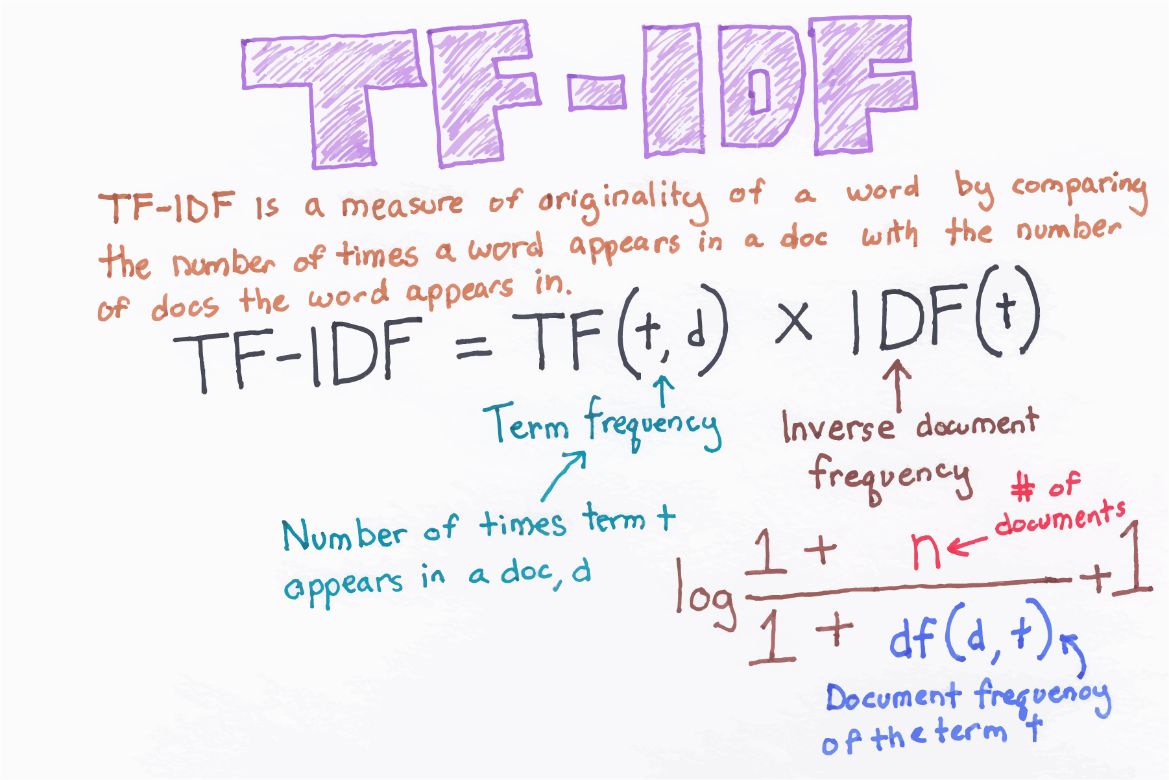 TF-IDF
TF-IDF is a measure of originality of a word by comparing
the number of times a word appears in a doc with the number
of docs the word appears in.
TF-IDF = TF(t, d) × IDF(t)
Term frequency
Inverse document
frequency
Number of times term t
appears in a doc, d
# of
documents
1 + n
log + 1
1 + df(d, t)
Document frequency
of the term t